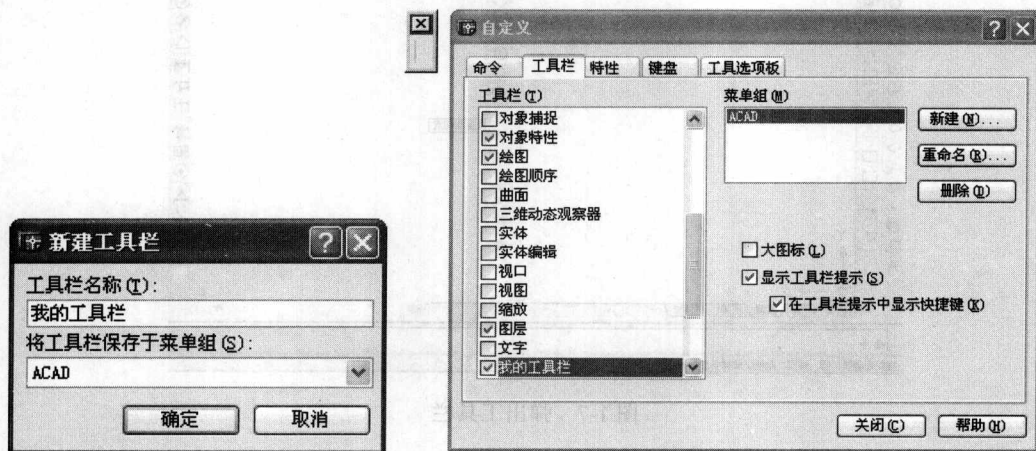 新建工具栏
工具栏名称(T):
我的工具栏
将工具栏保存于菜单组(S):
ACAD
确定
取消
自定义
命令
工具栏
特性
键盘
工具选项板
工具栏(T)
对象捕捉
对象特性
绘图
绘图顺序
曲面
三维动态观察器
实体
实体编辑
视口
视图
缩放
图层
文字
我的工具栏
菜单组(M)
ACAD
新建(N)...
重命名(R)...
删除(D)
大图标(L)
显示工具栏提示(S)
在工具栏提示中显示快捷键(K)
关闭(C)
帮助(H)